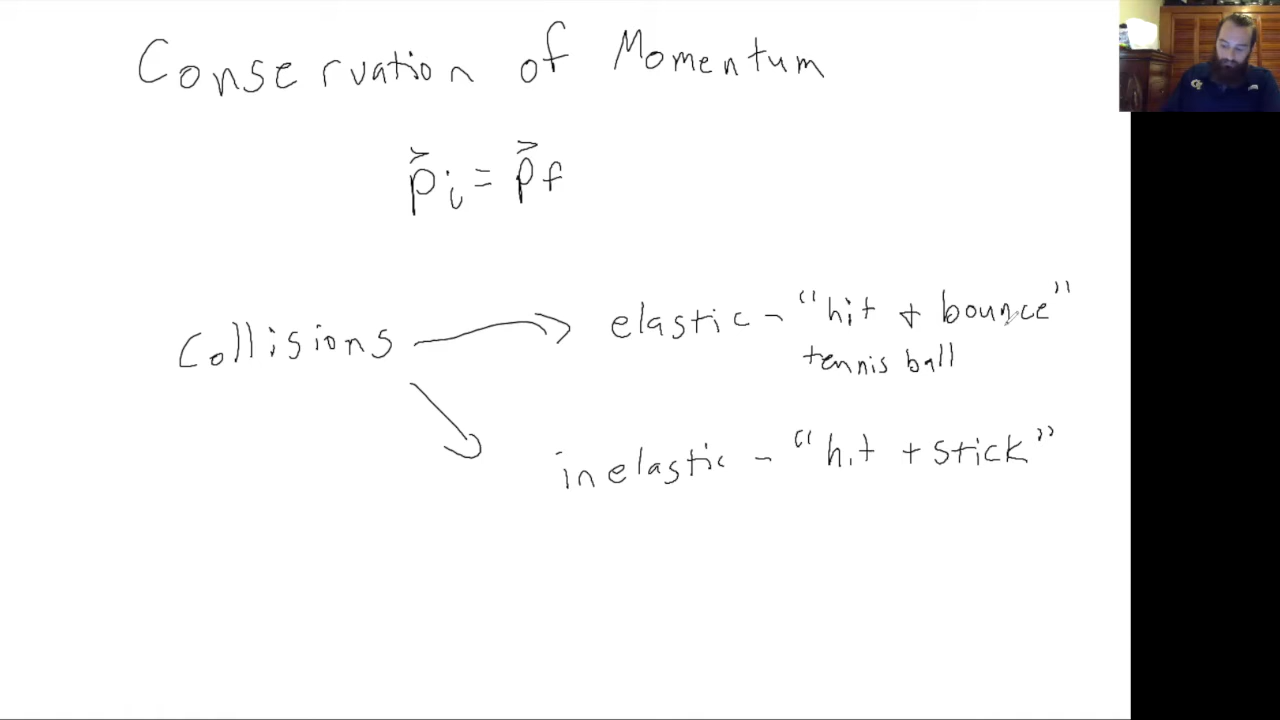 Conservation of Momentum
p⃗i = p⃗f
Collisions
elastic - "hit + bounce"
tennis ball
inelastic - "hit + stick"